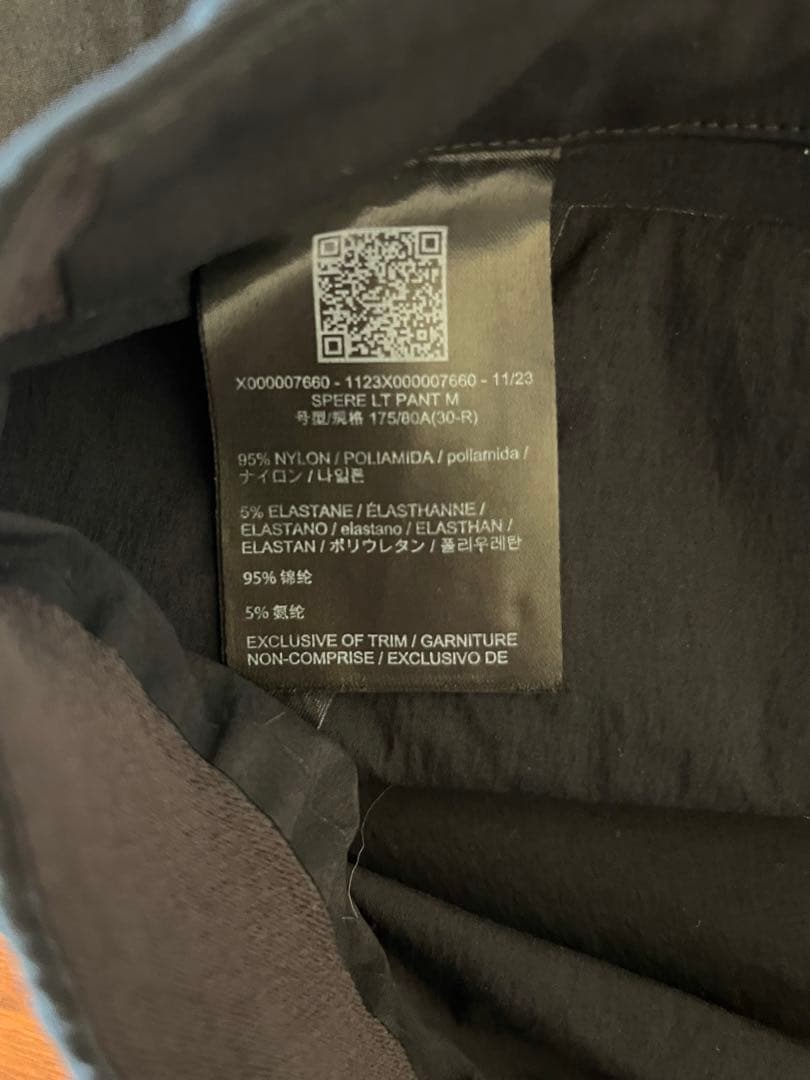 X000007660 - 1123X000007660 - 11/23
SPERE LT PANT M
号型/规格 175/80A(30-R)
95% NYLON / POLIAMIDA / poliamida /
ナイロン / 나일론
5% ELASTANE / ÉLASTHANNE /
ELASTANO / elastano / ELASTHAN /
ELASTAN / ポリウレタン / 폴리우레탄
95% 锦纶
5% 氨纶
EXCLUSIVE OF TRIM / GARNITURE
NON-COMPRISE / EXCLUSIVO DE